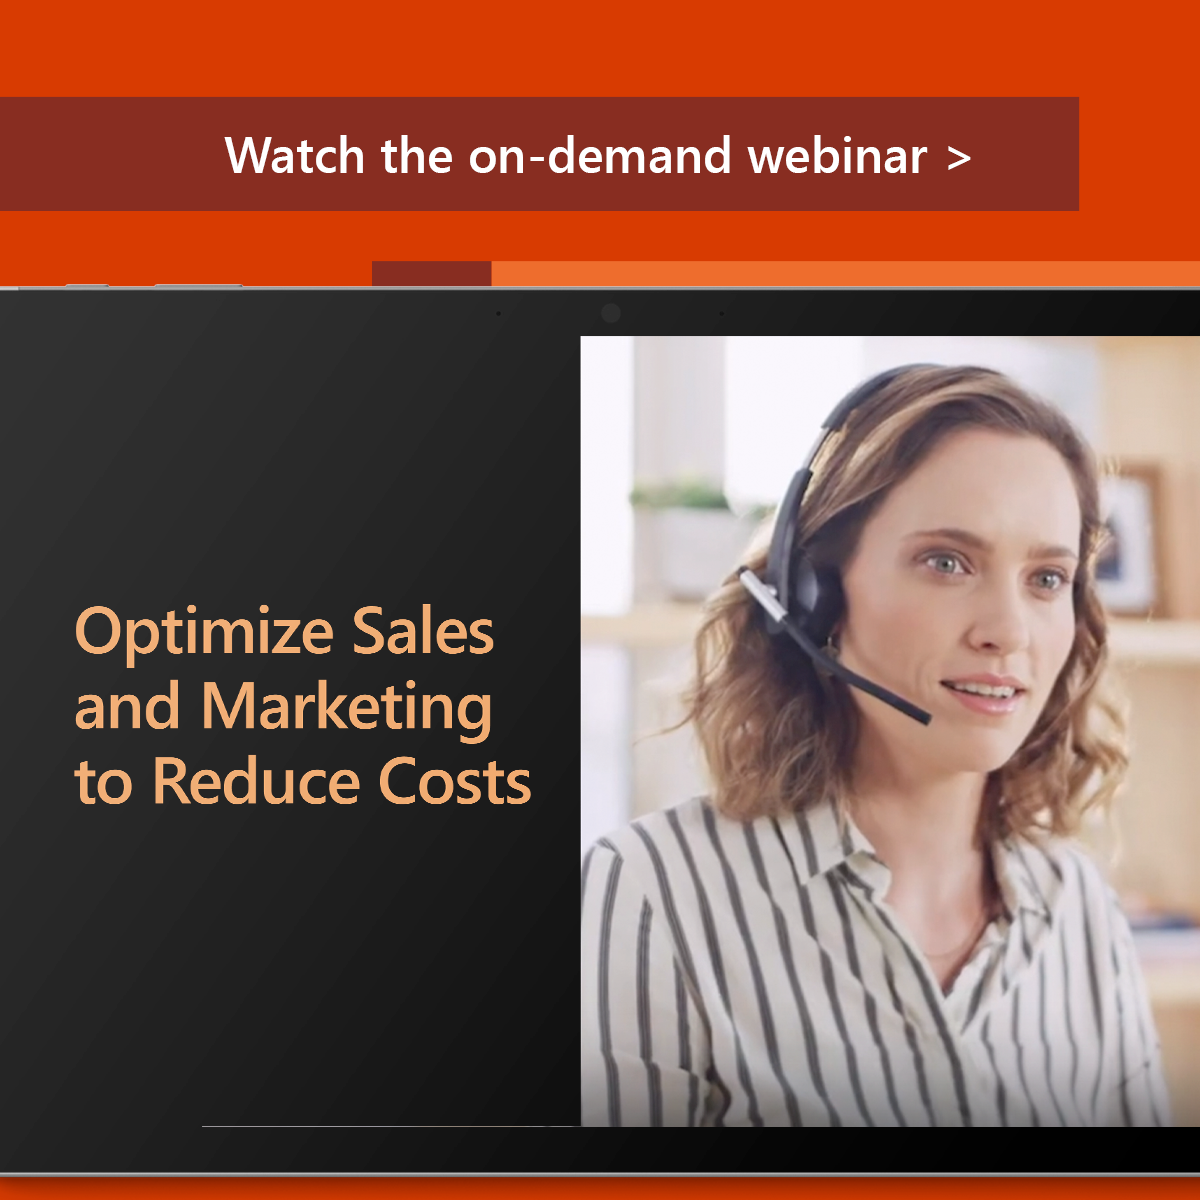 Watch the on-demand webinar >
Optimize Sales
and Marketing
to Reduce Costs